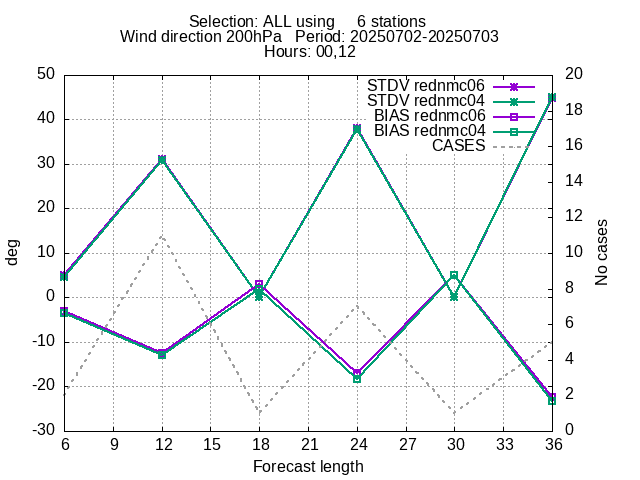 Selection: ALL using     6 stations
Wind direction 200hPa   Period: 20250702-20250703
Hours: 00,12
STDV rednmc06
STDV rednmc04
BIAS rednmc06
BIAS rednmc04
CASES
50
40
30
20
10
0
-10
-20
-30
deg
20
18
16
14
12
10
8
6
4
2
0
No cases
6 9 12 15 18 21 24 27 30 33 36
Forecast length